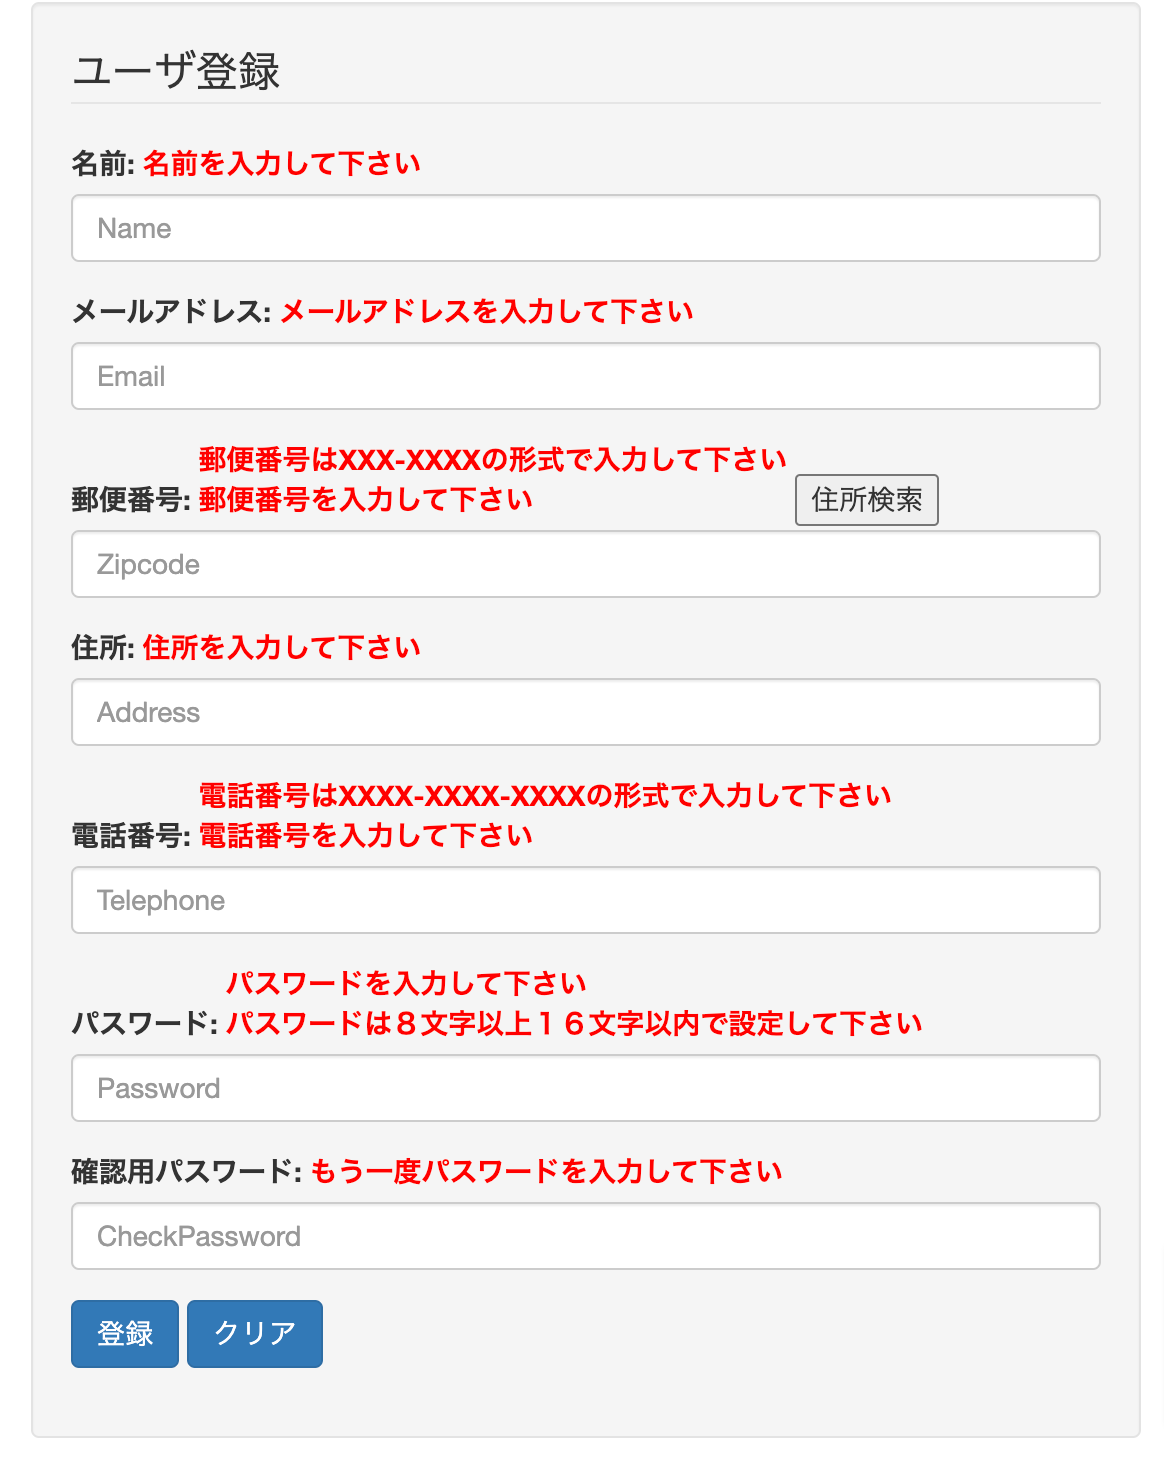 ユーザ登録
名前: 名前を入力して下さい
Name
メールアドレス: メールアドレスを入力して下さい
Email
郵便番号はXXX-XXXXの形式で入力して下さい
郵便番号: 郵便番号を入力して下さい 住所検索
Zipcode
住所: 住所を入力して下さい
Address
電話番号はXXXX-XXXX-XXXXの形式で入力して下さい
電話番号: 電話番号を入力して下さい
Telephone
パスワードを入力して下さい
パスワード: パスワードは８文字以上１６文字以内で設定して下さい
Password
確認用パスワード: もう一度パスワードを入力して下さい
CheckPassword
登録 クリア